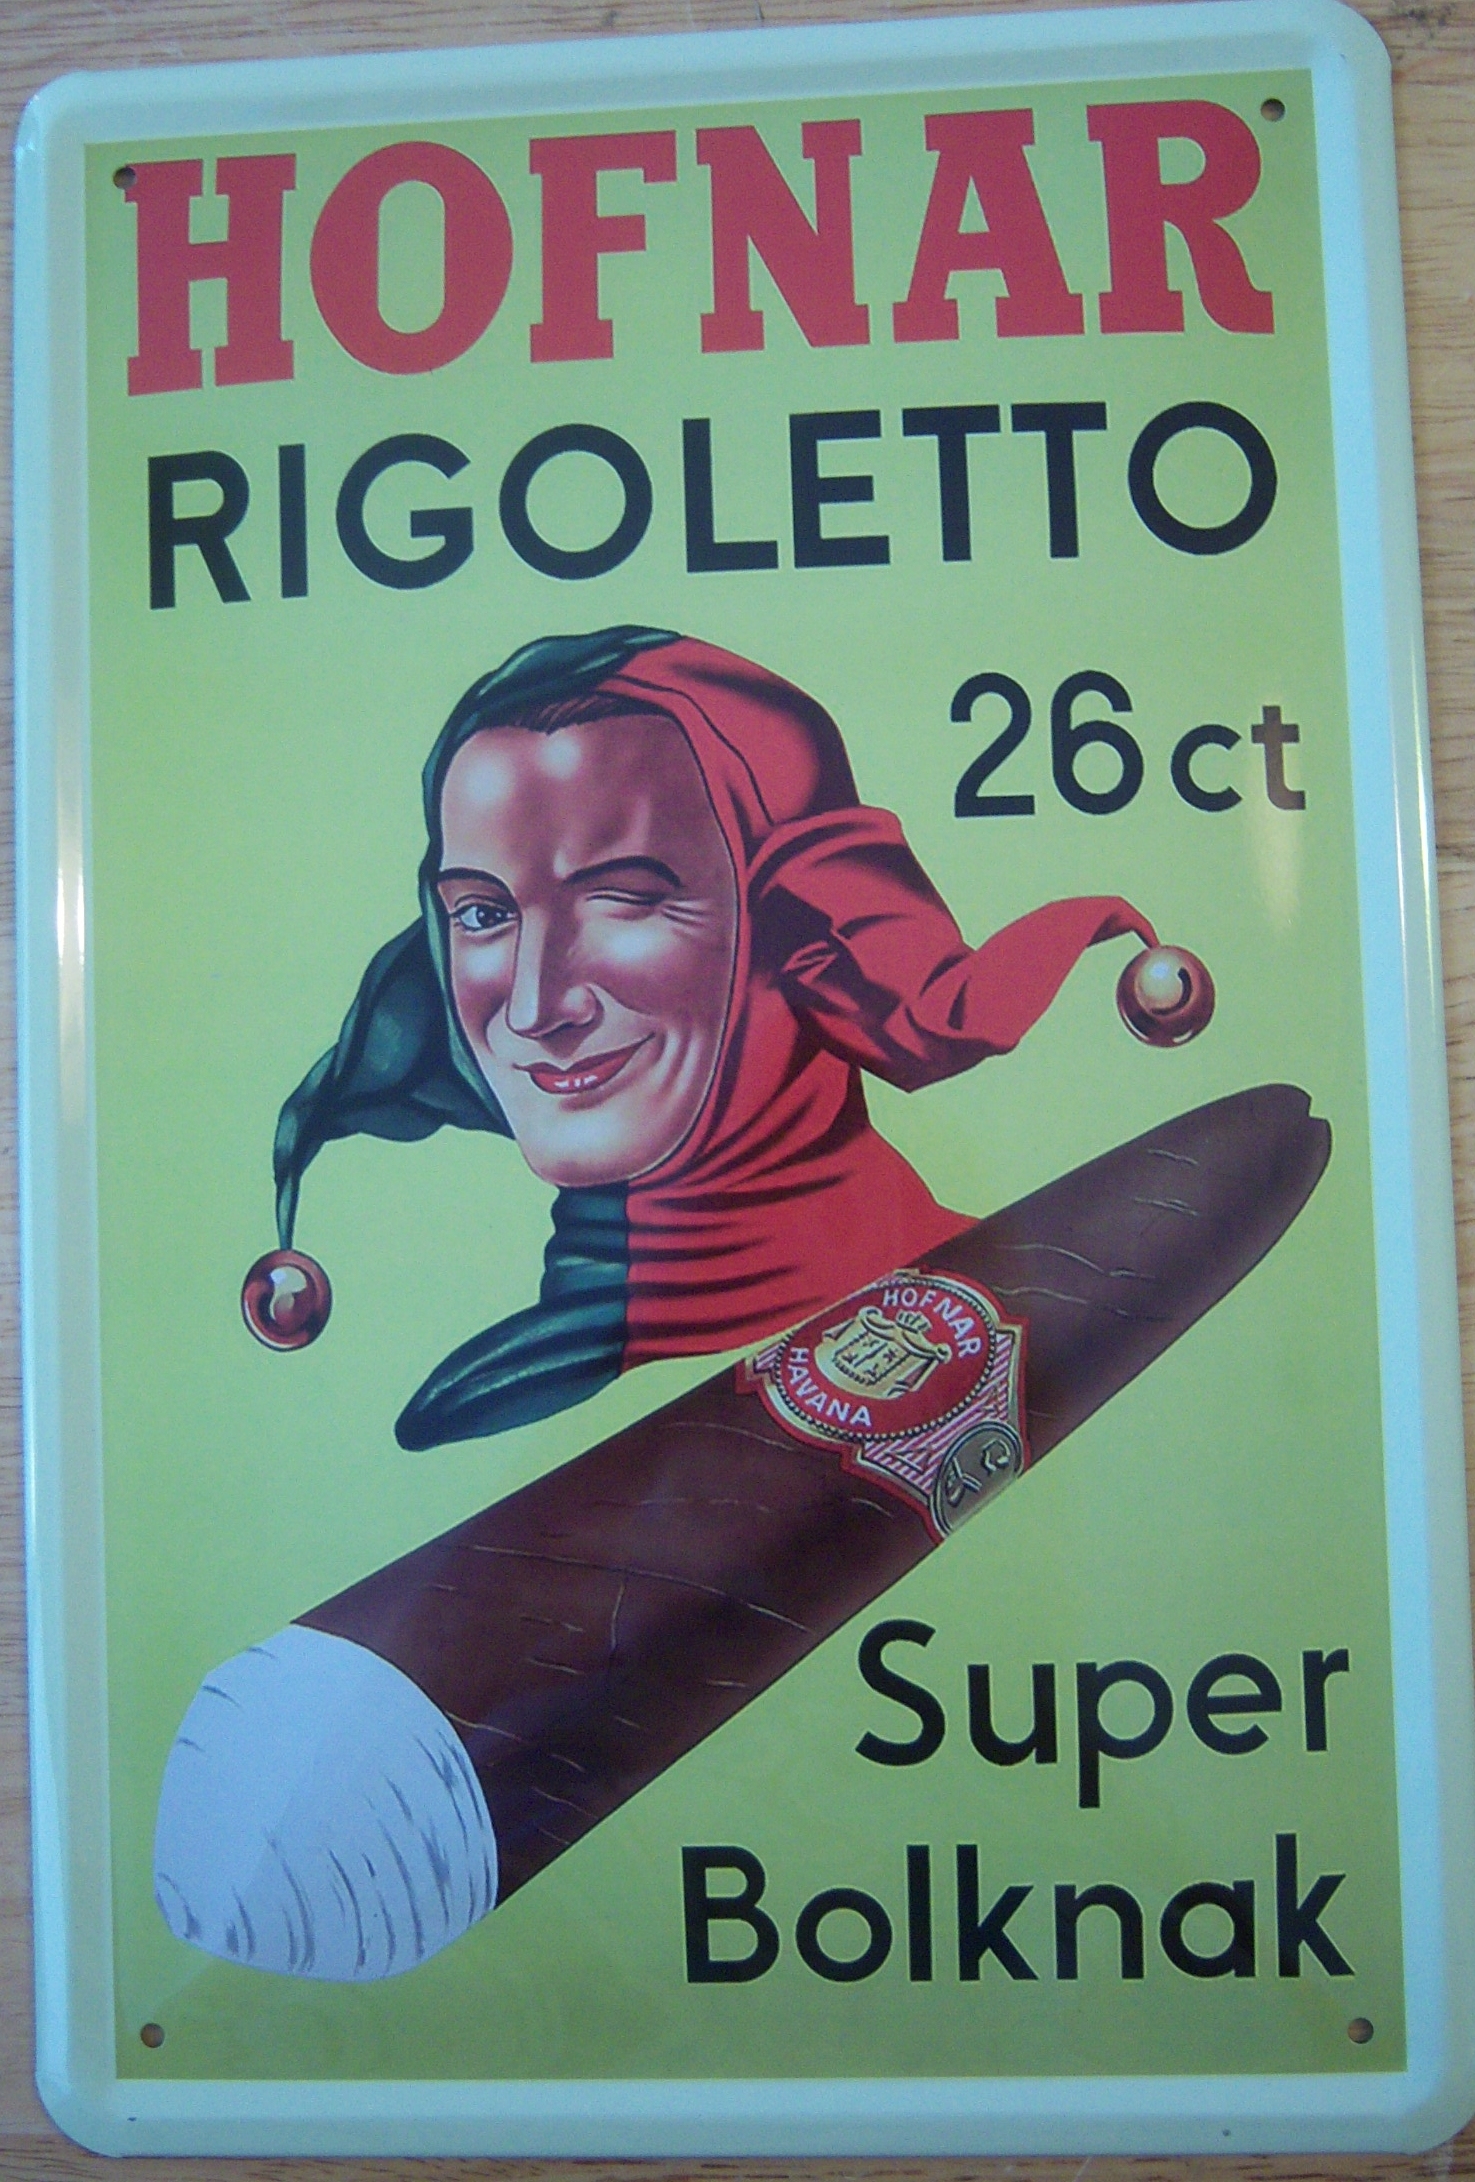 HOFNAR
RIGOLETTO
26 ct
HOFNAR
HAVANA
Super
Bolknak